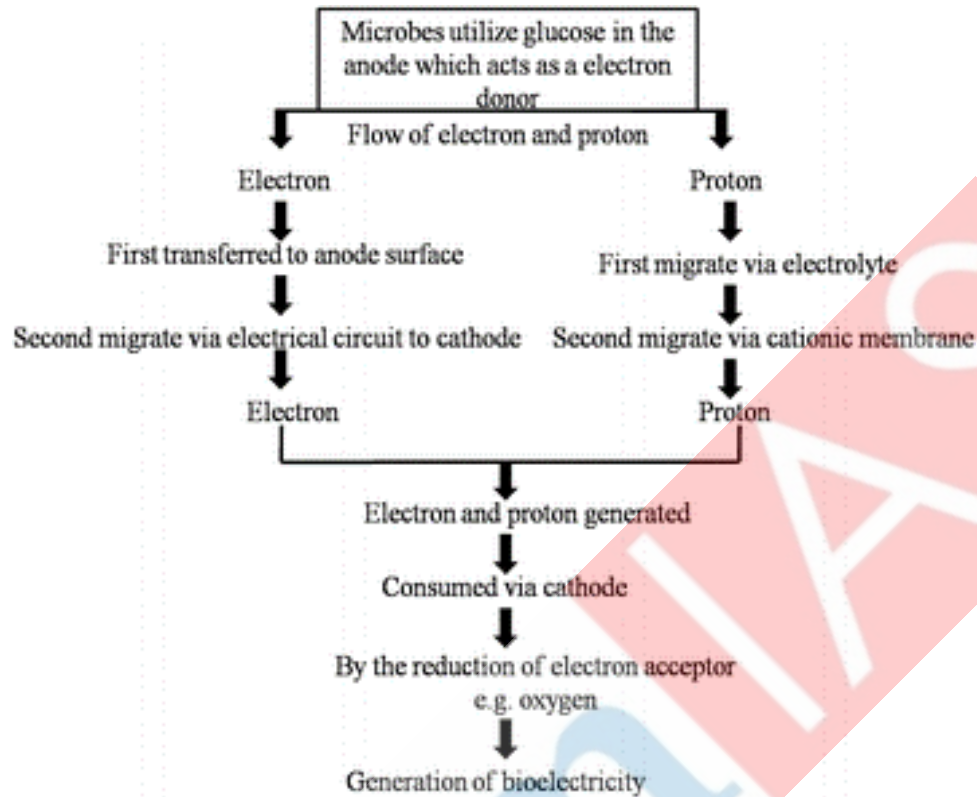 Microbes utilize glucose in the
anode which acts as a electron
donor
Flow of electron and proton
Electron
Proton
First transferred to anode surface
First migrate via electrolyte
Second migrate via electrical circuit to cathode
Second migrate via cationic membrane
Electron
Proton
Electron and proton generated
Consumed via cathode
By the reduction of electron acceptor
e.g. oxygen
Generation of bioelectricity